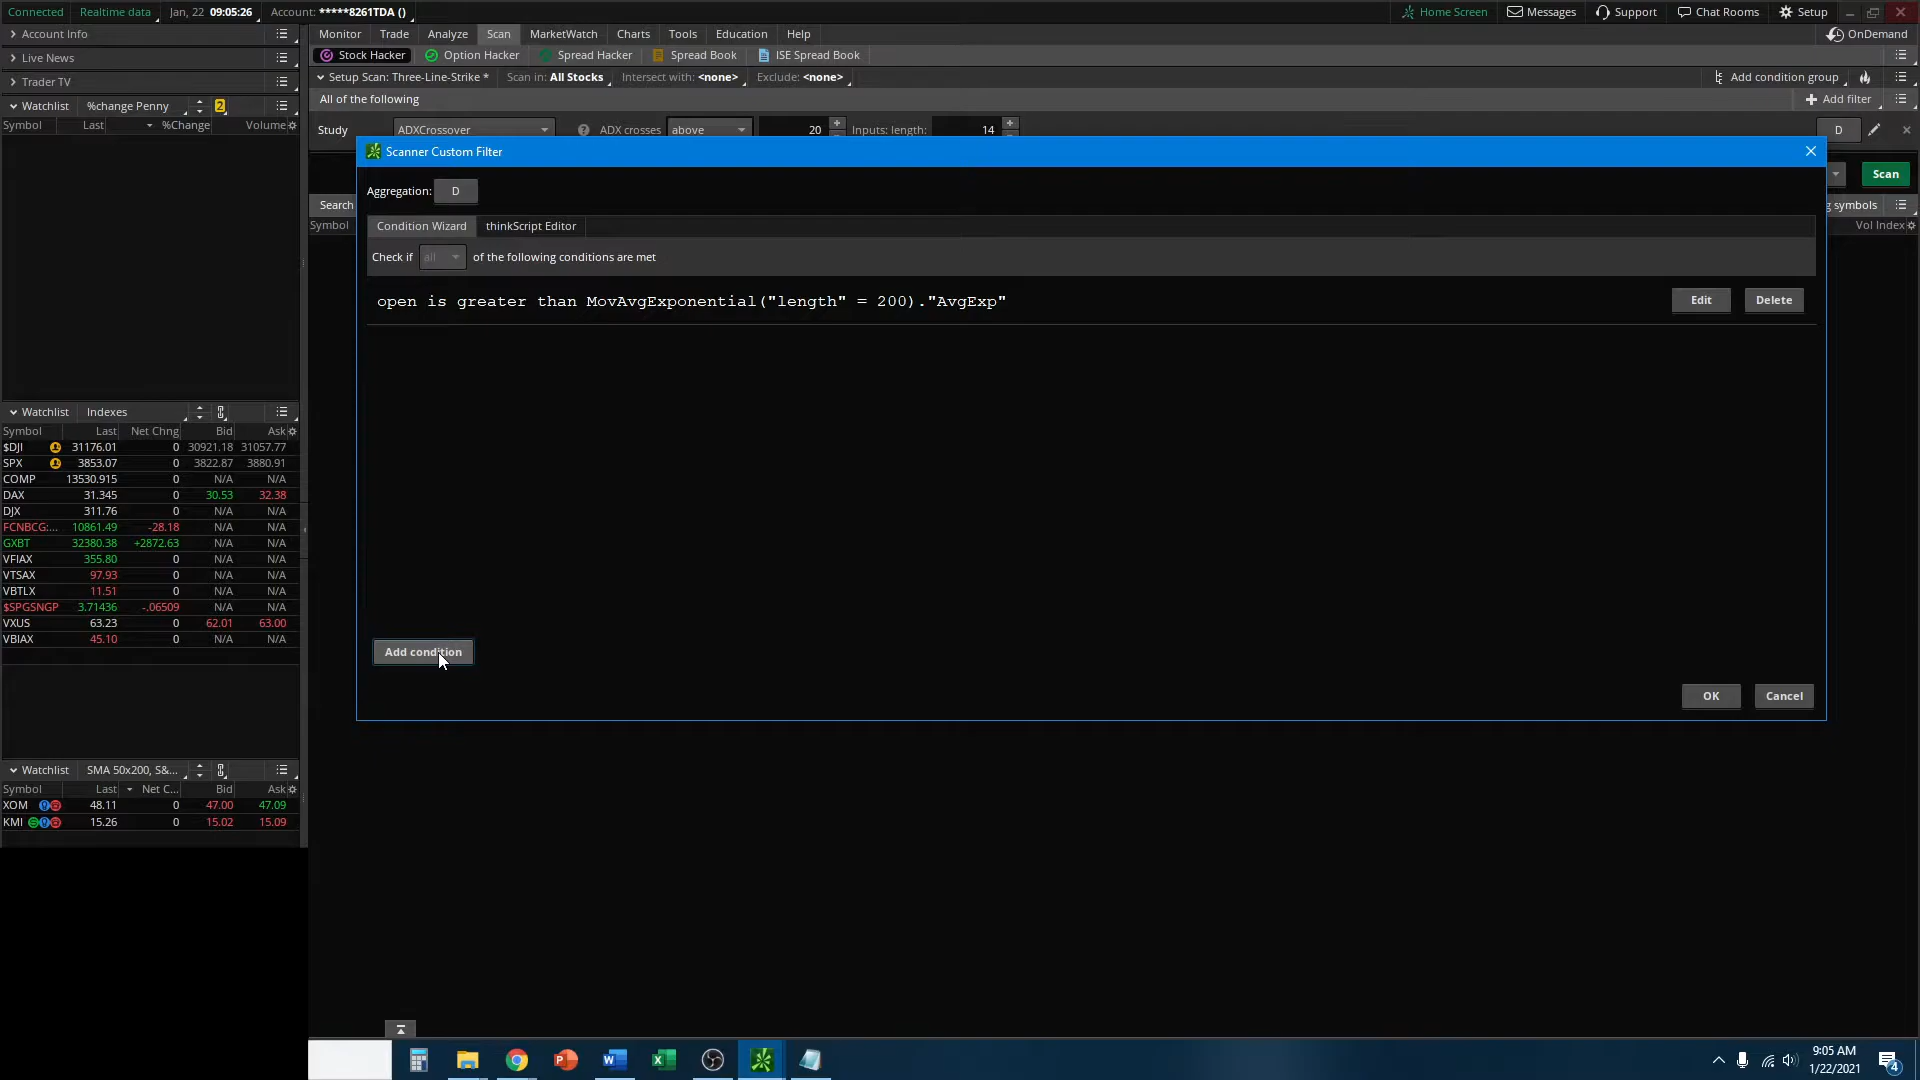 Connected Realtime data Jan, 22 09:05:26 Account: *****8261TDA () Home Screen Messages Support Chat Rooms Setup
Account Info
Live News
Trader TV
Monitor Trade Analyze Scan MarketWatch Charts Tools Education Help OnDemand
Stock Hacker Option Hacker Spread Hacker Spread Book ISE Spread Book
Setup Scan: Three-Line-Strike * Scan in: All Stocks Intersect with: <none> Exclude: <none> Add condition group
All of the following Add filter
Study ADXCrossover ADX crosses above 20 Inputs: length: 14 D
Scan
Search g symbols
Symbol Vol Index
Watchlist %change Penny 2
Symbol Last %Change Volume
Scanner Custom Filter
Aggregation: D
Condition Wizard thinkScript Editor
Check if all of the following conditions are met
open is greater than MovAvgExponential("length" = 200)."AvgExp" Edit Delete
Add condition
OK Cancel
Watchlist Indexes
Symbol Last Net Chng Bid Ask
$DJI 31176.01 0 30921.18 31057.77
SPX 3853.07 0 3822.87 3880.91
COMP 13530.915 0 N/A N/A
DAX 31.345 0 30.53 32.38
DJX 311.76 0 N/A N/A
FCNBCG:... 10861.49 -28.18 N/A N/A
GXBT 32380.38 +2872.63 N/A N/A
VFIAX 355.80 0 N/A N/A
VTSAX 97.93 0 N/A N/A
VBTLX 11.51 0 N/A N/A
$SPGSNGP 3.71436 -.06509 N/A N/A
VXUS 63.23 0 62.01 63.00
VBIAX 45.10 0 N/A N/A
Watchlist SMA 50x200, S&...
Symbol Last Net C... Bid Ask
XOM 48.11 0 47.00 47.09
KMI 15.26 0 15.02 15.09
9:05 AM
1/22/2021
4